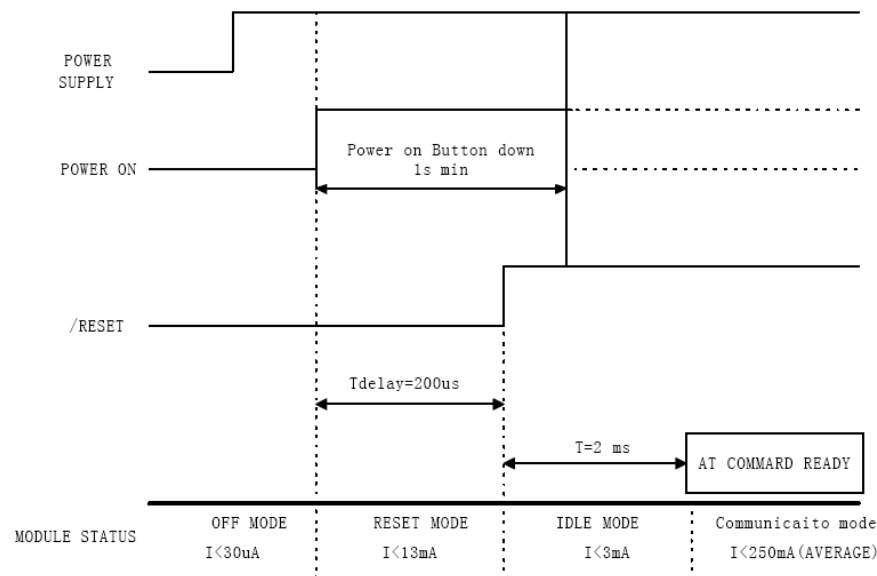 POWER
SUPPLY
POWER ON
Power on Button down
1s min
/RESET
Tdelay=200us
T=2 ms
AT COMMARD READY
MODULE STATUS
OFF MODE
RESET MODE
IDLE MODE
Communicaito mode
I<30uA
I<13mA
I<3mA
I<250mA(AVERAGE)